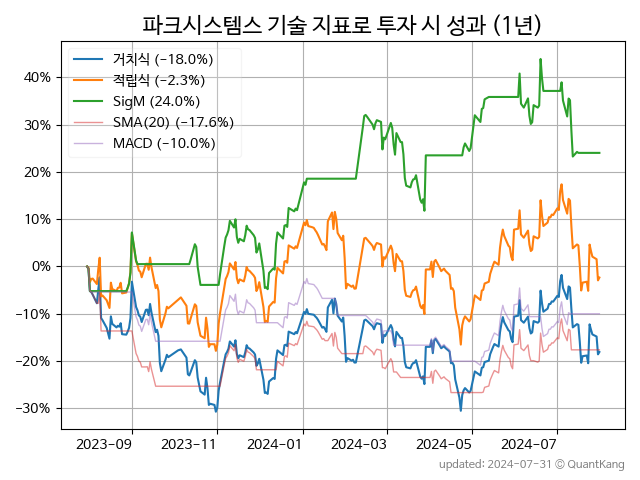 파크시스템스 기술 지표로 투자 시 성과 (1년)
거치식 (-18.0%)
적립식 (-2.3%)
SigM (24.0%)
SMA(20) (-17.6%)
MACD (-10.0%)
40%
30%
20%
10%
0%
-10%
-20%
-30%
2023-09 2023-11 2024-01 2024-03 2024-05 2024-07
updated: 2024-07-31 © QuantKang